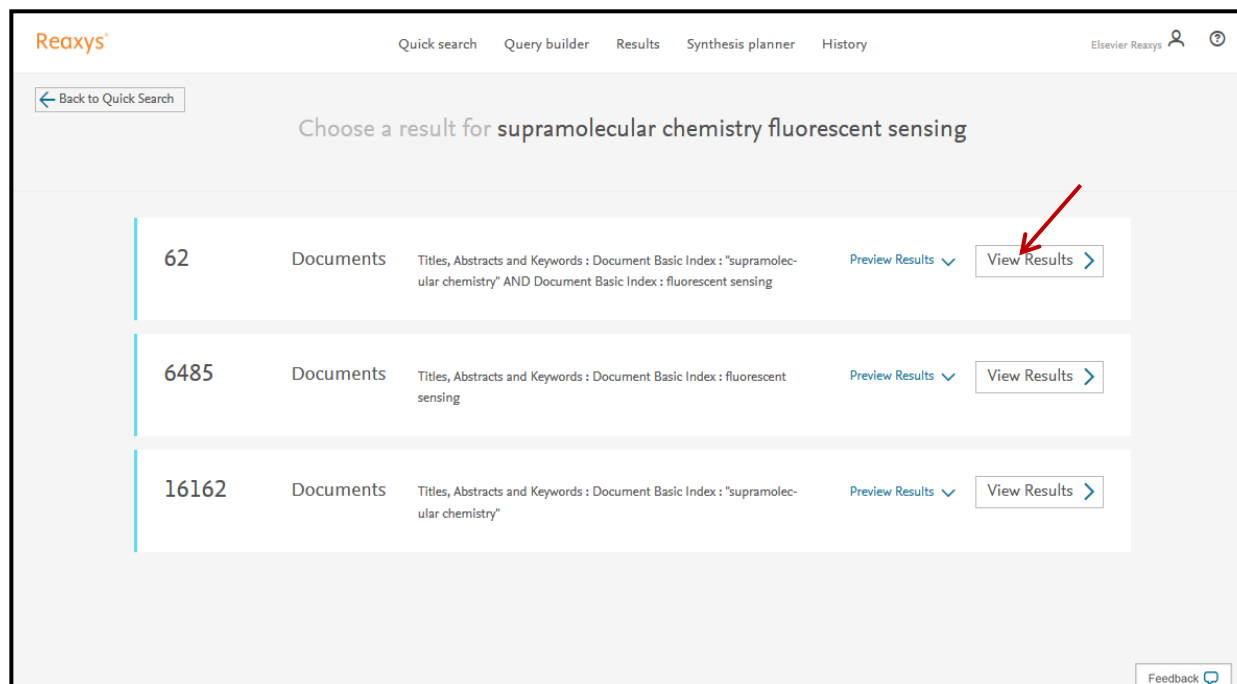 Reaxys®
Quick search Query builder Results Synthesis planner History
Elsevier Reaxys
Back to Quick Search
Choose a result for supramolecular chemistry fluorescent sensing
62 Documents Titles, Abstracts and Keywords : Document Basic Index : "supramolec-
ular chemistry" AND Document Basic Index : fluorescent sensing
Preview Results View Results
6485 Documents Titles, Abstracts and Keywords : Document Basic Index : fluorescent
sensing
Preview Results View Results
16162 Documents Titles, Abstracts and Keywords : Document Basic Index : "supramolec-
ular chemistry"
Preview Results View Results
Feedback